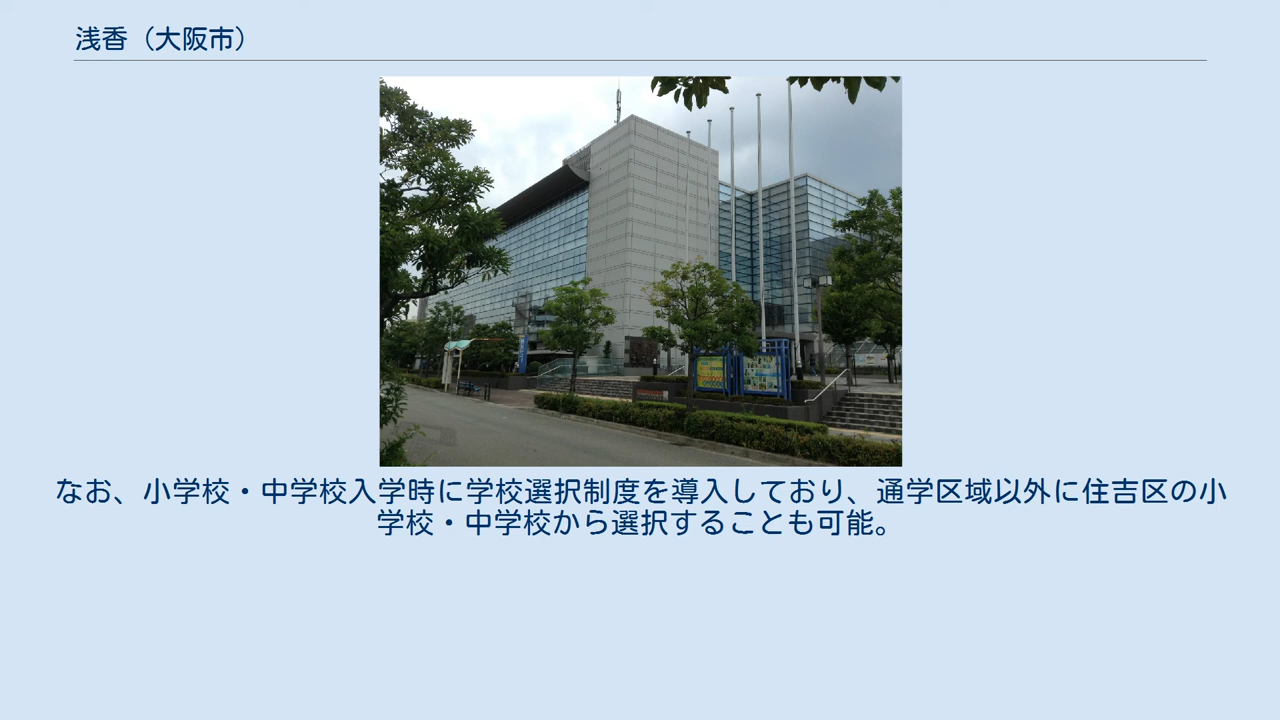 浅香（大阪市）
なお、小学校・中学校入学時に学校選択制度を導入しており、通学区域以外に住吉区の小
学校・中学校から選択することも可能。